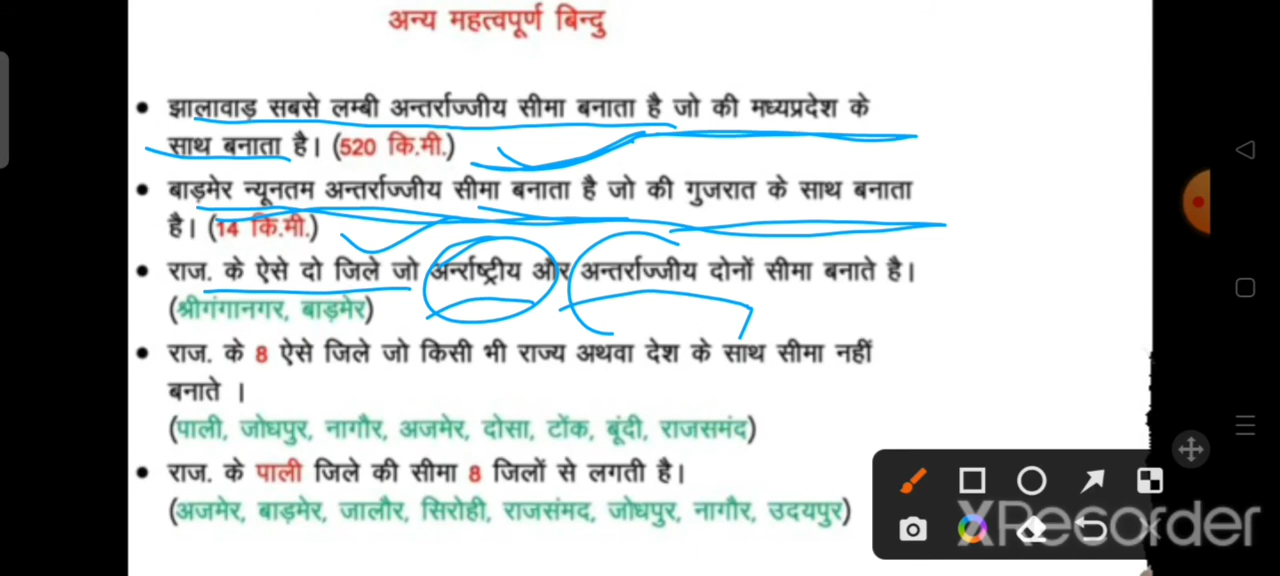 अन्य महत्वपूर्ण बिन्दु
• झालावाड़ सबसे लम्बी अन्तर्राज्जीय सीमा बनाता है जो की मध्यप्रदेश के
साथ बनाता है। (520 कि.मी.)
• बाड़मेर न्यूनतम अन्तर्राज्जीय सीमा बनाता है जो की गुजरात के साथ बनाता
है। (14 कि.मी.)
• राज. के ऐसे दो जिले जो अर्न्राष्ट्रीय और अन्तर्राज्जीय दोनों सीमा बनाते है।
(श्रीगंगानगर, बाड़मेर)
• राज. के 8 ऐसे जिले जो किसी भी राज्य अथवा देश के साथ सीमा नहीं
बनाते ।
(पाली, जोधपुर, नागौर, अजमेर, दोसा, टोंक, बूंदी, राजसमंद)
• राज. के पाली जिले की सीमा 8 जिलों से लगती है।
(अजमेर, बाड़मेर, जालौर, सिरोही, राजसंमद, जोधपुर, नागौर, उदयपुर)
XRecorder